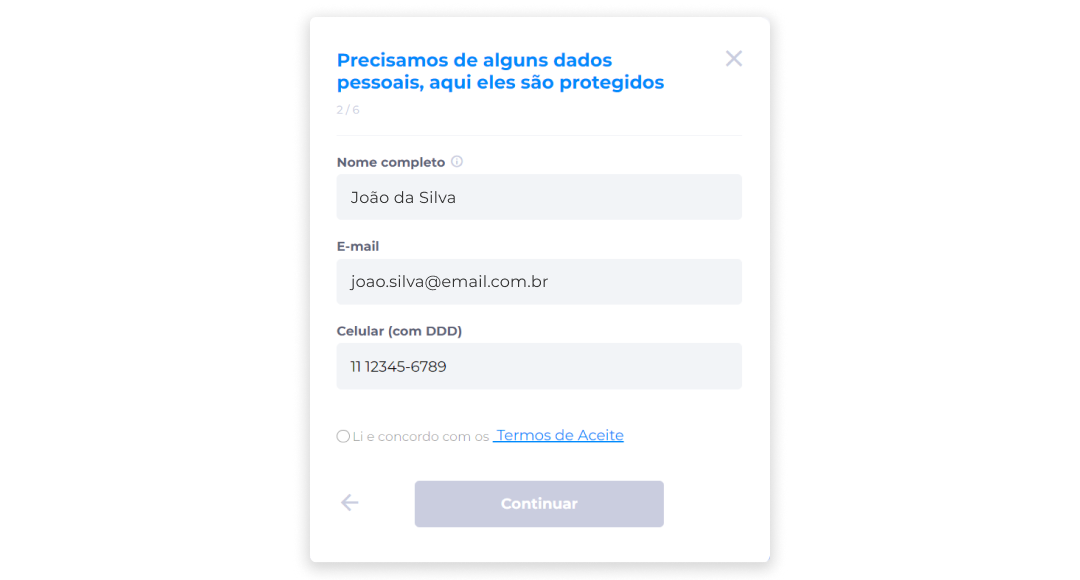 Precisamos de alguns dados
pessoais, aqui eles são protegidos
2 / 6
Nome completo
João da Silva
E-mail
joao.silva@email.com.br
Celular (com DDD)
11 12345-6789
Li e concordo com os Termos de Aceite
Continuar